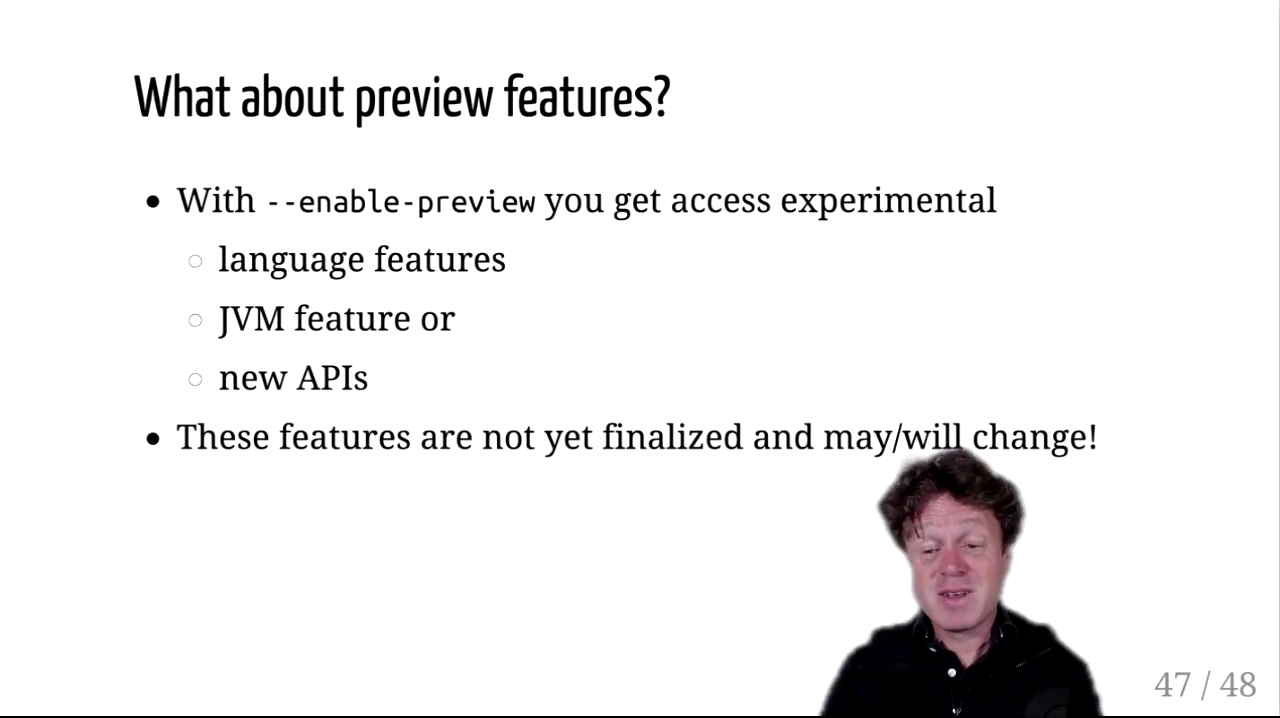 What about preview features?
With --enable-preview you get access experimental
language features
JVM feature or
new APIs
These features are not yet finalized and may/will change!
47 / 48